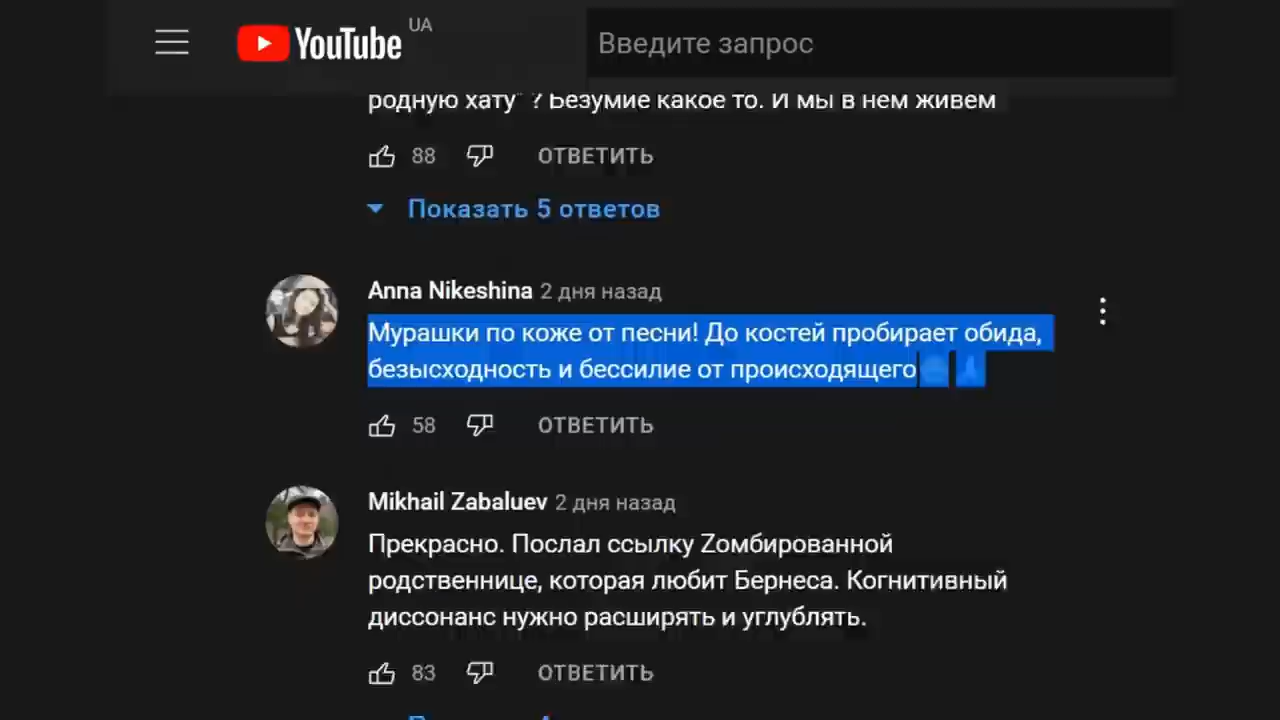 YouTube UA
Введите запрос
родную хату" ? Безумие какое то. И мы в нем живем
88 ОТВЕТИТЬ
Показать 5 ответов
Anna Nikeshina 2 дня назад
Мурашки по коже от песни! До костей пробирает обида,
безысходность и бессилие от происходящего
58 ОТВЕТИТЬ
Mikhail Zabaluev 2 дня назад
Прекрасно. Послал ссылку Zомбированной
родственнице, которая любит Бернеса. Когнитивный
диссонанс нужно расширять и углублять.
83 ОТВЕТИТЬ